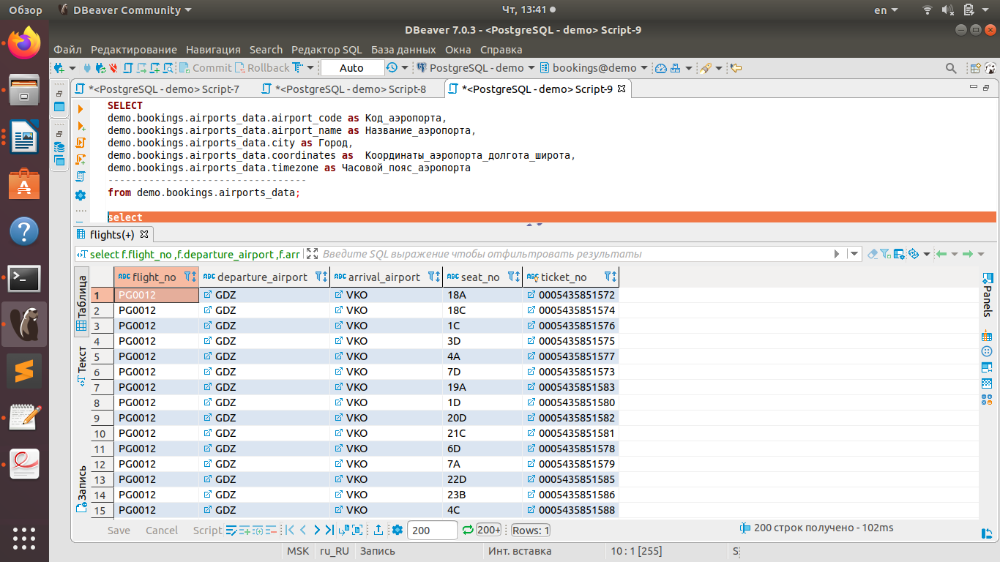 Обзор DBeaver Community Чт, 13:41 en
DBeaver 7.0.3 - <PostgreSQL - demo> Script-9
Файл Редактирование Навигация Search Редактор SQL База данных Окна Справка
Commit Rollback T Auto PostgreSQL - demo bookings@demo
*<PostgreSQL - demo> Script-7 *<PostgreSQL - demo> Script-8 *<PostgreSQL - demo> Script-9
SELECT
demo.bookings.airports_data.airport_code as Код_аэропорта,
demo.bookings.airports_data.airport_name as Название_аэропорта,
demo.bookings.airports_data.city as Город,
demo.bookings.airports_data.coordinates as  Координаты_аэропорта_долгота_широта,
demo.bookings.airports_data.timezone as Часовой_пояс_аэропорта
----------------------------------
from demo.bookings.airports_data;
select
flights(+)
select f.flight_no ,f.departure_airport ,f.arr Введите SQL выражение чтобы отфильтровать результаты
Таблица
Текст
Запись
ABC flight_no ABC departure_airport ABC arrival_airport ABC seat_no ABC ticket_no
1 PG0012 GDZ VKO 18A 0005435851572
2 PG0012 GDZ VKO 18C 0005435851574
3 PG0012 GDZ VKO 1C 0005435851576
4 PG0012 GDZ VKO 3D 0005435851575
5 PG0012 GDZ VKO 4A 0005435851577
6 PG0012 GDZ VKO 7D 0005435851573
7 PG0012 GDZ VKO 19A 0005435851583
8 PG0012 GDZ VKO 1D 0005435851580
9 PG0012 GDZ VKO 20D 0005435851582
10 PG0012 GDZ VKO 21C 0005435851581
11 PG0012 GDZ VKO 6D 0005435851578
12 PG0012 GDZ VKO 7A 0005435851579
13 PG0012 GDZ VKO 22D 0005435851585
14 PG0012 GDZ VKO 23B 0005435851586
15 PG0012 GDZ VKO 4C 0005435851588
Panels
Save Cancel Script 200 200+ Rows: 1 200 строк получено - 102ms
MSK ru_RU Запись Инт. вставка 10 : 1 [255] S